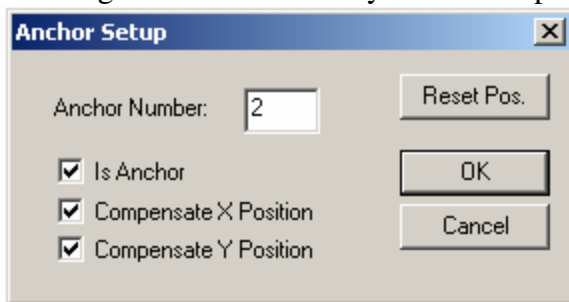 Anchor Setup
Anchor Number: 2
Reset Pos.
Is Anchor
OK
Compensate X Position
Compensate Y Position
Cancel